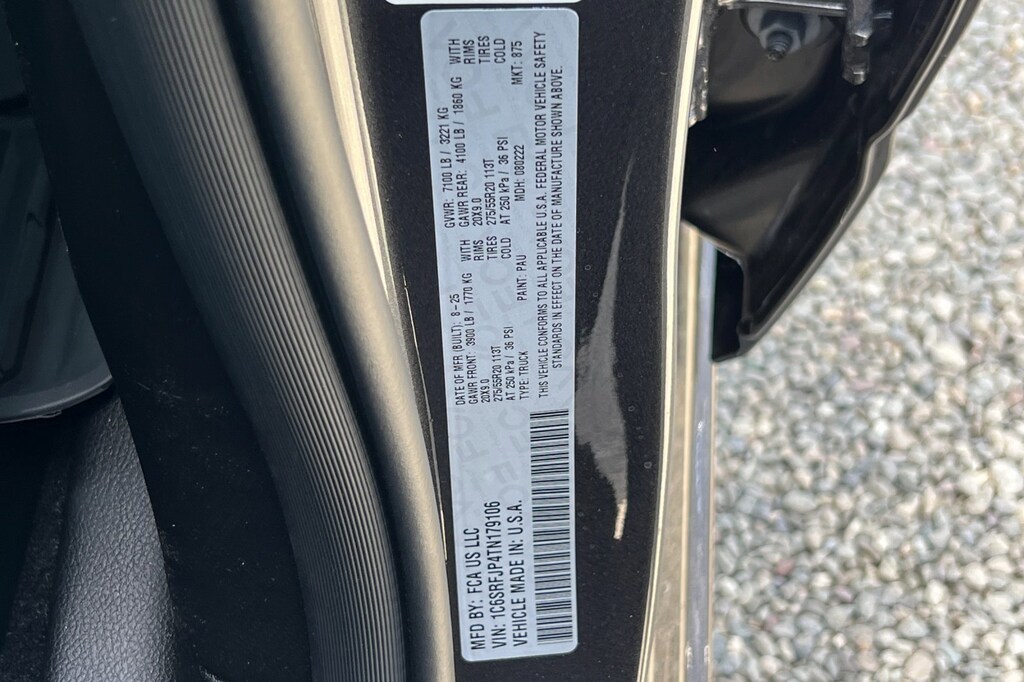 MFD BY: FCA US LLC
VIN: 1C6SRFJP4TN179106
VEHICLE MADE IN: U.S.A.
DATE OF MFR (BUILT): 8-25
GAWR FRONT: 3900 LB / 1770 KG WITH
20X9.0 RIMS
275/55R20 113T TIRES
AT 250 kPa / 36 PSI COLD
TYPE: TRUCK PAINT: PAU
GVWR: 7100 LB / 3221 KG
GAWR REAR: 4100 LB / 1860 KG WITH
20X9.0 RIMS
275/55R20 113T TIRES
AT 250 kPa / 36 PSI COLD
MDH: 080222 MKT: 875
THIS VEHICLE CONFORMS TO ALL APPLICABLE U.S.A. FEDERAL MOTOR VEHICLE SAFETY
STANDARDS IN EFFECT ON THE DATE OF MANUFACTURE SHOWN ABOVE.